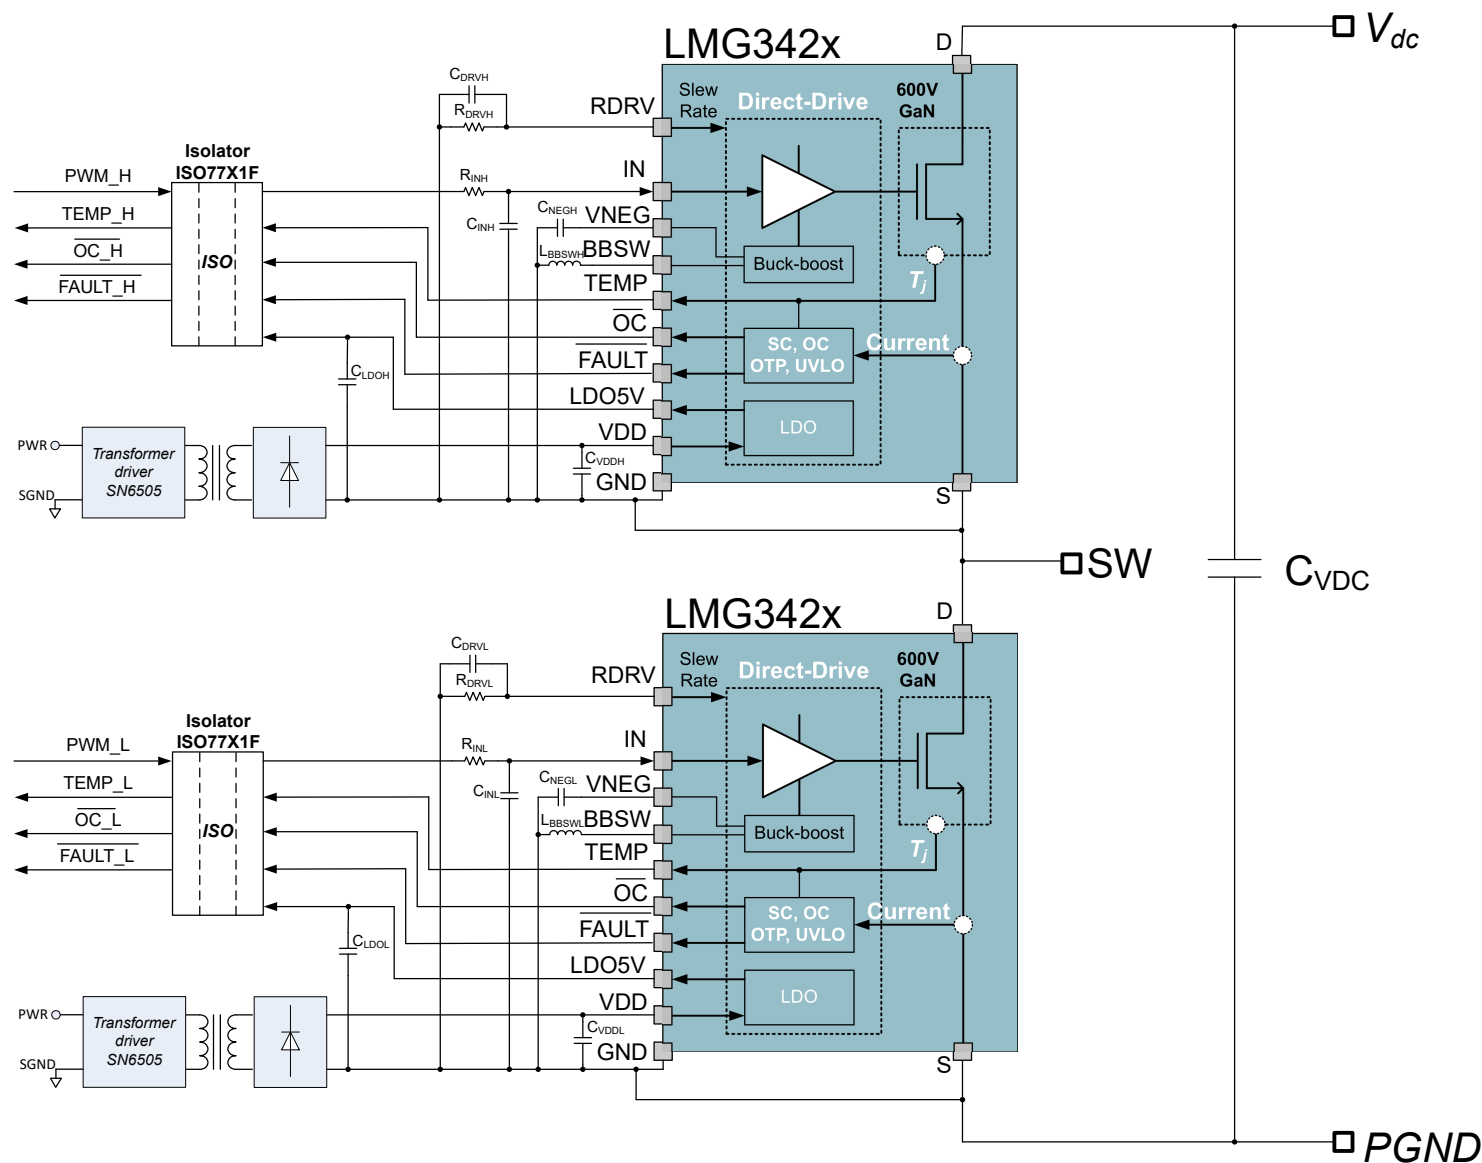 LMG342x
D
V_dc
C_DRVH
R_DRVH
RDRV
Slew
Rate
Direct-Drive
600V
GaN
Isolator
ISO77X1F
PWM_H
TEMP_H
OC_H
FAULT_H
ISO
R_INH
C_INH
IN
C_NEGH
VNEG
L_BBSWH
BBSW
Buck-boost
TEMP
T_j
OC
SC, OC
OTP, UVLO
Current
FAULT
C_LDOH
LDO5V
LDO
VDD
C_VDDH
GND
PWR
SGND
Transformer
driver
SN6505
S
SW
C_VDC
LMG342x
D
C_DRVL
R_DRVL
RDRV
Slew
Rate
Direct-Drive
600V
GaN
Isolator
ISO77X1F
PWM_L
TEMP_L
OC_L
FAULT_L
ISO
R_INL
C_INL
IN
C_NEGL
VNEG
L_BBSWL
BBSW
Buck-boost
TEMP
T_j
OC
SC, OC
OTP, UVLO
Current
FAULT
C_LDOL
LDO5V
LDO
VDD
C_VDDL
GND
PWR
SGND
Transformer
driver
SN6505
S
PGND